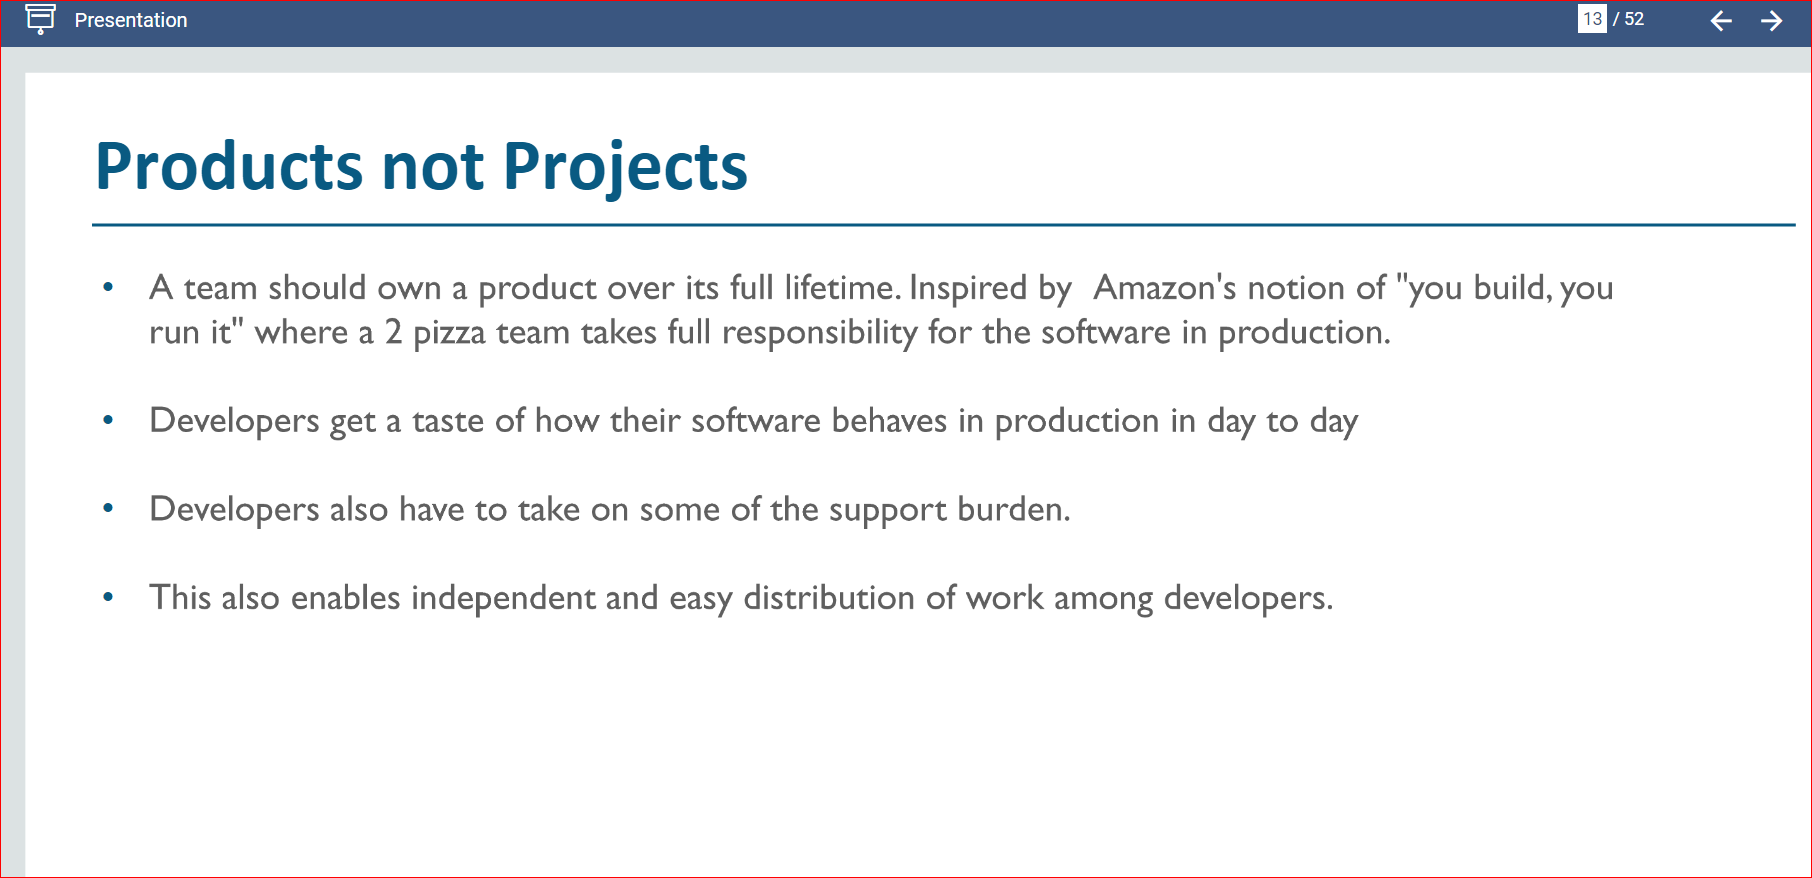 Presentation
13 / 52
Products not Projects
• A team should own a product over its full lifetime. Inspired by  Amazon's notion of "you build, you
run it" where a 2 pizza team takes full responsibility for the software in production.
• Developers get a taste of how their software behaves in production in day to day
• Developers also have to take on some of the support burden.
• This also enables independent and easy distribution of work among developers.